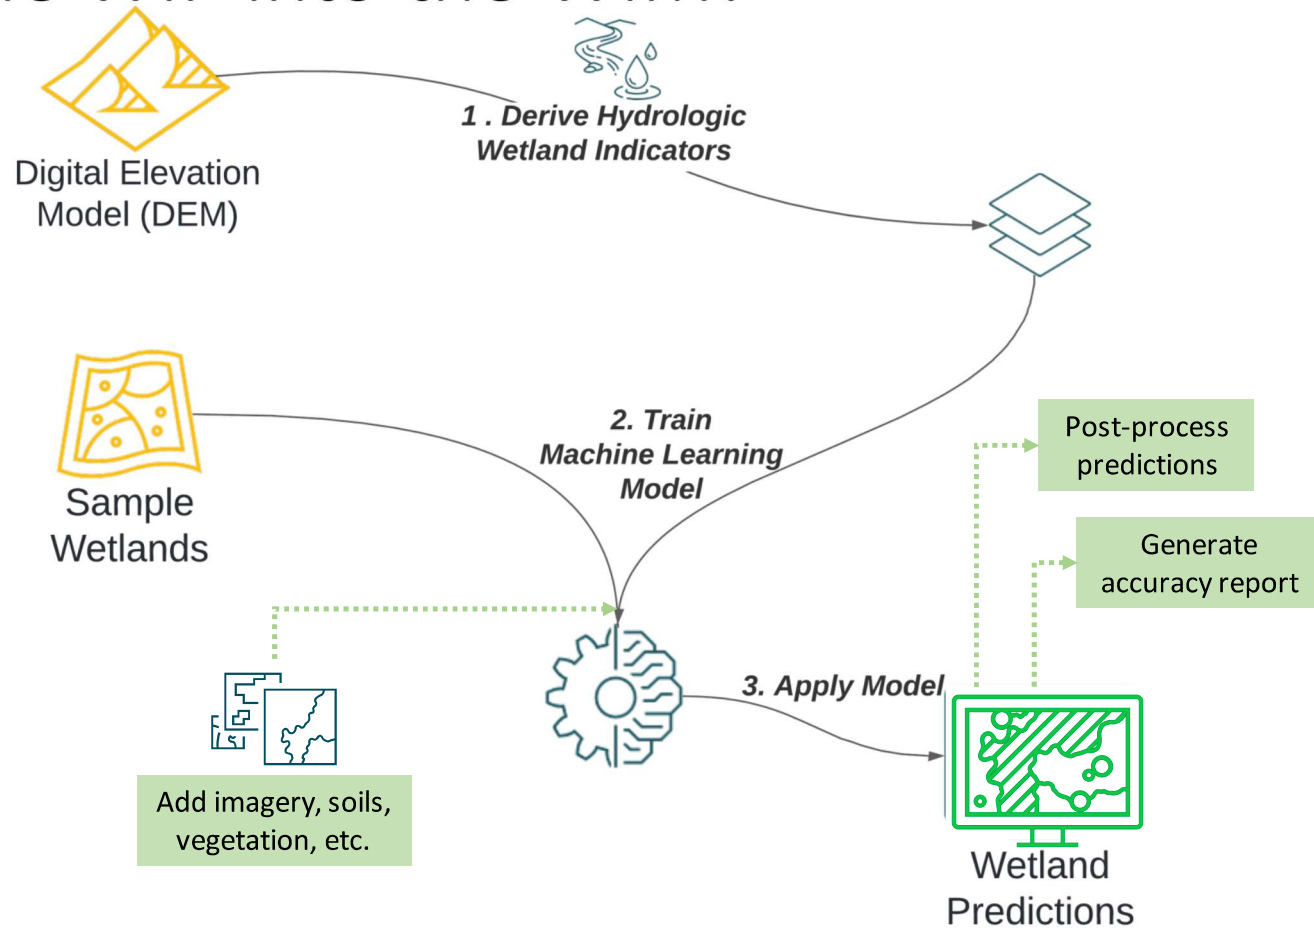 1 . Derive Hydrologic
Wetland Indicators
Digital Elevation
Model (DEM)
2. Train
Machine Learning
Model
Sample
Wetlands
Post-process
predictions
Generate
accuracy report
3. Apply Model
Add imagery, soils,
vegetation, etc.
Wetland
Predictions